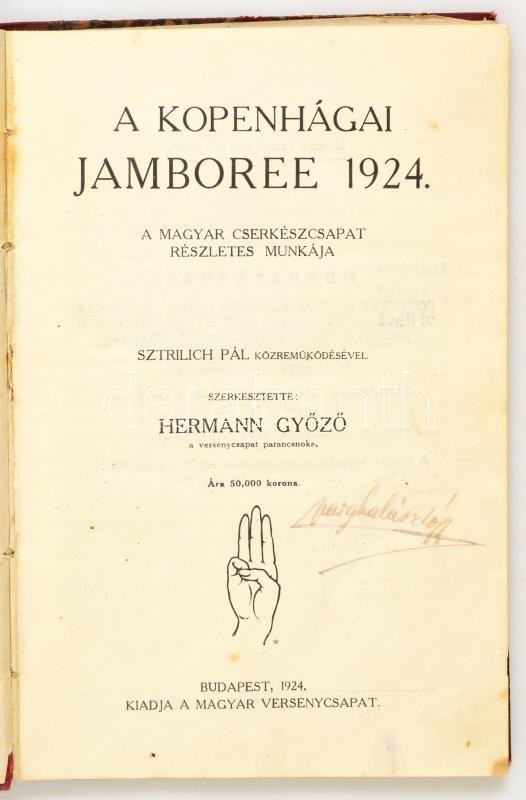 A KOPENHÁGAI
JAMBOREE 1924.
A MAGYAR CSERKÉSZCSAPAT
RÉSZLETES MUNKÁJA
SZTRILICH PÁL KÖZREMŰKÖDÉSÉVEL
SZERKESZTETTE:
HERMANN GYŐZŐ
a versenycsapat parancsnoka.
Ára 50,000 korona.
BUDAPEST, 1924.
KIADJA A MAGYAR VERSENYCSAPAT.